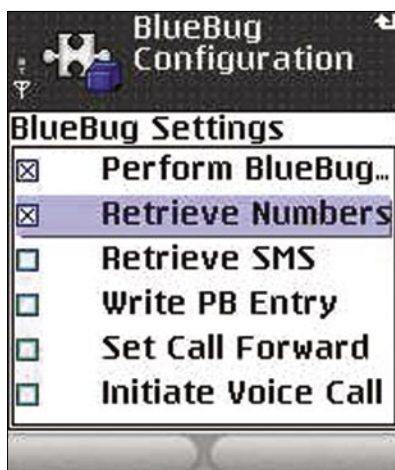 BlueBug
Configuration
BlueBug Settings
Perform BlueBug...
Retrieve Numbers
Retrieve SMS
Write PB Entry
Set Call Forward
Initiate Voice Call